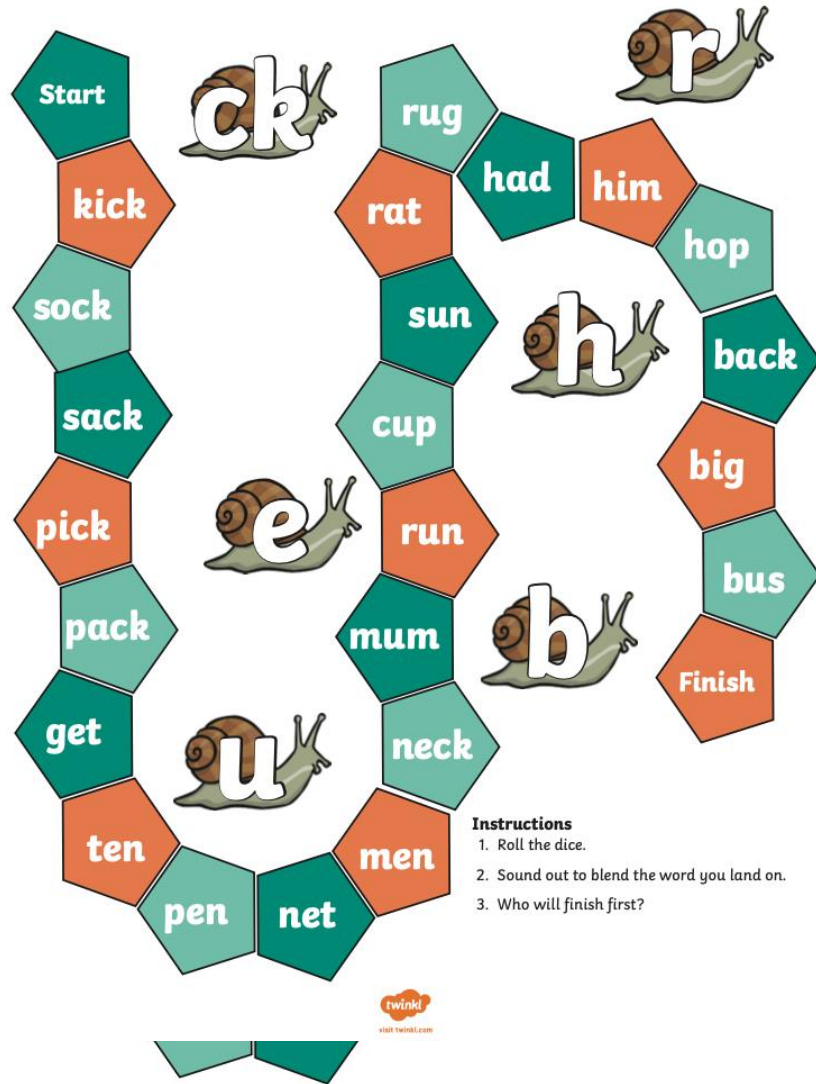 Start
kick
sock
sack
pick
pack
get
ten
pen
net
men
neck
mum
run
cup
sun
rat
rug
had
him
hop
back
big
bus
Finish
ck
r
h
e
b
u
Instructions
1. Roll the dice.
2. Sound out to blend the word you land on.
3. Who will finish first?
twinkl
visit twinkl.com